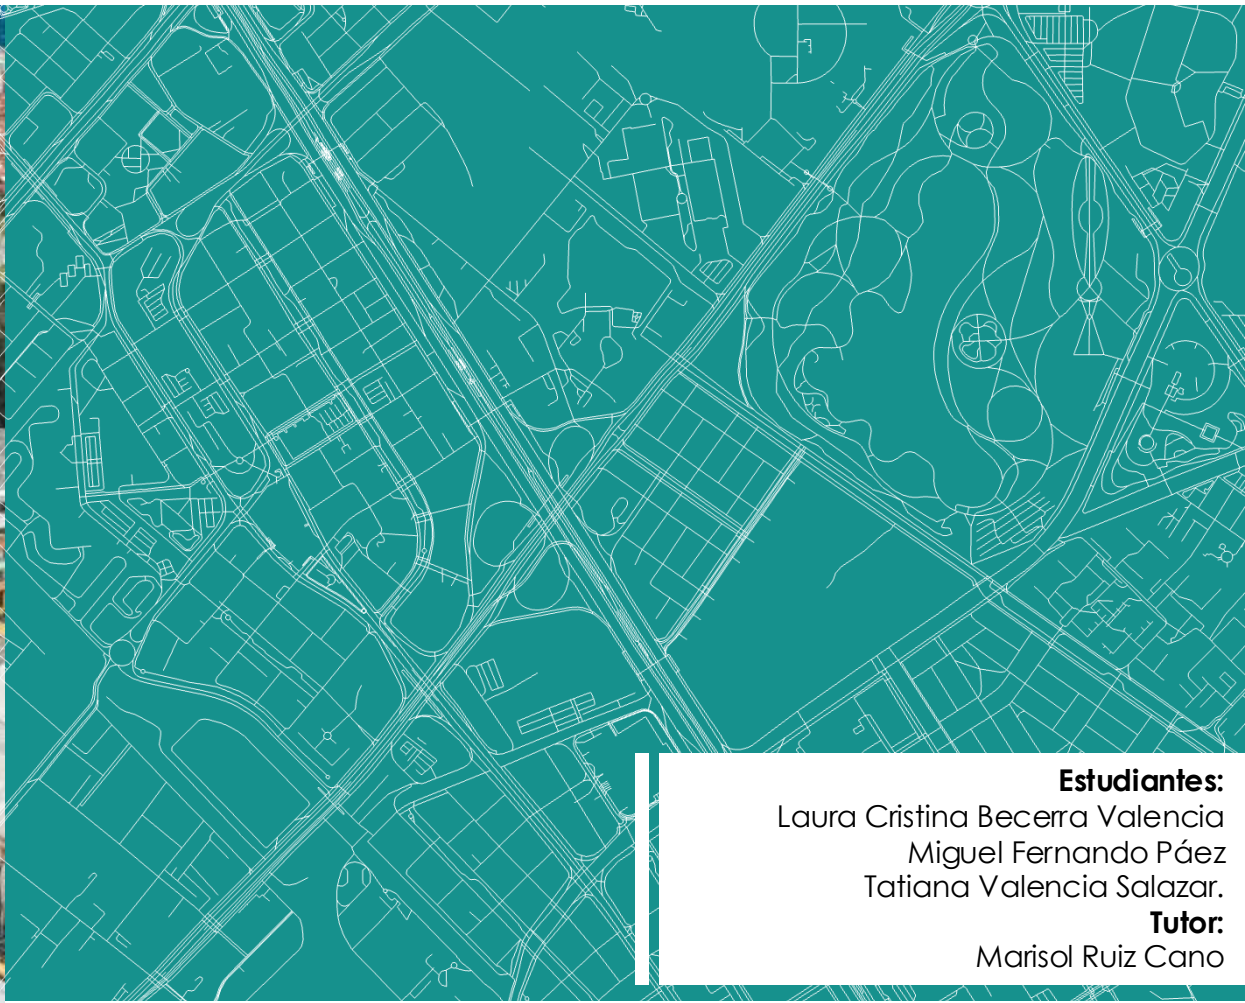 Estudiantes:
Laura Cristina Becerra Valencia
Miguel Fernando Páez
Tatiana Valencia Salazar.
Tutor:
Marisol Ruiz Cano